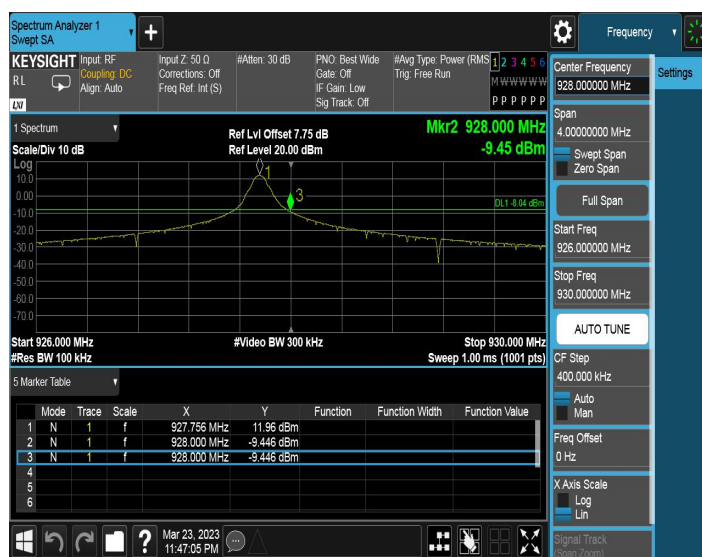 Spectrum Analyzer 1
Swept SA
+
Frequency
KEYSIGHT
RL
LXI
Input: RF
Coupling: DC
Align: Auto
Input Z: 50 Ω
Corrections: Off
Freq Ref: Int (S)
#Atten: 30 dB
PNO: Best Wide
Gate: Off
IF Gain: Low
Sig Track: Off
#Avg Type: Power (RMS
Trig: Free Run
1 2 3 4 5 6
M W W W W W
P P P P P P
Center Frequency
928.000000 MHz
Settings
Span
4.00000000 MHz
Swept Span
Zero Span
Full Span
Start Freq
926.000000 MHz
Stop Freq
930.000000 MHz
AUTO TUNE
CF Step
400.000 kHz
Auto
Man
Freq Offset
0 Hz
X Axis Scale
Log
Lin
Signal Track
(Span Zoom)
1 Spectrum
Scale/Div 10 dB
Ref Lvl Offset 7.75 dB
Ref Level 20.00 dBm
Mkr2 928.000 MHz
-9.45 dBm
Log
10.0
0.00
-10.0
-20.0
-30.0
-40.0
-50.0
-60.0
-70.0
1
3
DL1 -8.04 dBm
Start 926.000 MHz
#Res BW 100 kHz
#Video BW 300 kHz
Stop 930.000 MHz
Sweep 1.00 ms (1001 pts)
5 Marker Table
Mode Trace Scale X Y Function Function Width Function Value
1 N 1 f 927.756 MHz 11.96 dBm
2 N 1 f 928.000 MHz -9.446 dBm
3 N 1 f 928.000 MHz -9.446 dBm
4
5
6
?
Mar 23, 2023
11:47:05 PM